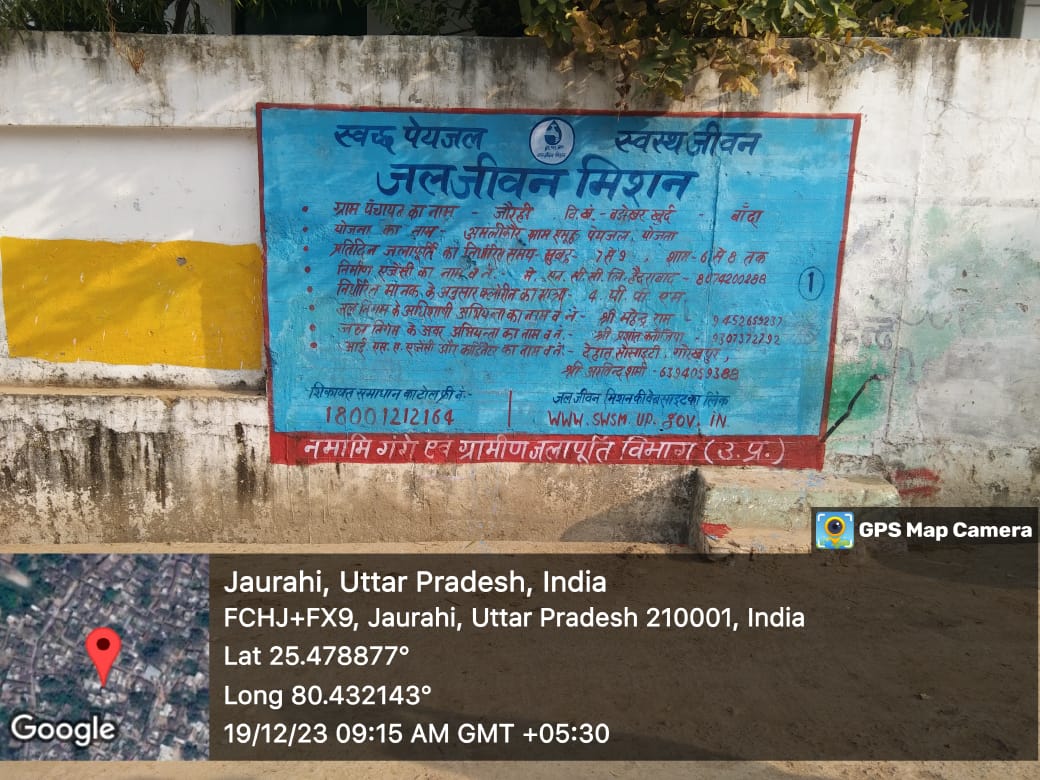 स्वच्छ पेयजल स्वस्थ जीवन
जल जीवन मिशन
ग्राम पंचायत का नाम - जौरही वि.खं.- बडोखर खुर्द - बाँदा
योजना का नाम - अमलीकौर ग्राम समूह पेयजल योजना
प्रतिदिन जलापूर्ति का निर्धारित समय- सुबह- 7 से 9 शाम - 6 से 8 तक
निर्माण एजेंसी का नाम व नं. - मे. एन. सी. सी. लि. हैदराबाद - 8074200288
निर्धारित मानक के अनुसार क्लोरीन की मात्रा - 4 पी. पी. एम.
जल निगम के अधिशाषी अभियन्ता का नाम व नं - श्री महेन्द्र राम - 9452659237
जल निगम के अवर अभियन्ता का नाम व नं.- श्री प्रशांत कनौजिया - 9307372792
आई. एस. ए. एजेन्सी और का नाम व नं.- देहात सोसाइटी, गोरखपुर,
श्री शर्मा - 6394059388
1
शिकायत समाधान का टोल फ्री नं.-
18001212164
जल जीवन मिशन की वेबसाइट का लिंक
WWW.SWSM.UP.GOV.IN
नमामि गंगे एवं ग्रामीण जलापूर्ति विभाग (उ.प्र.)
GPS Map Camera
Jaurahi, Uttar Pradesh, India
FCHJ+FX9, Jaurahi, Uttar Pradesh 210001, India
Lat 25.478877°
Long 80.432143°
19/12/23 09:15 AM GMT +05:30
Google